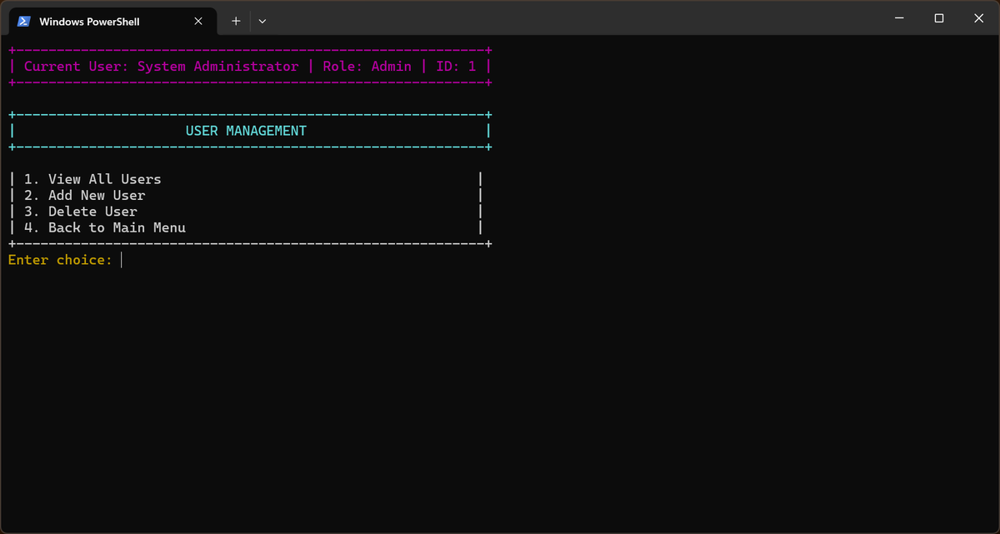 Windows PowerShell
+----------------------------------------------------------+
| Current User: System Administrator | Role: Admin | ID: 1 |
+----------------------------------------------------------+
+----------------------------------------------------------+
|                     USER MANAGEMENT                      |
+----------------------------------------------------------+
| 1. View All Users                                       |
| 2. Add New User                                         |
| 3. Delete User                                          |
| 4. Back to Main Menu                                    |
+----------------------------------------------------------+
Enter choice: